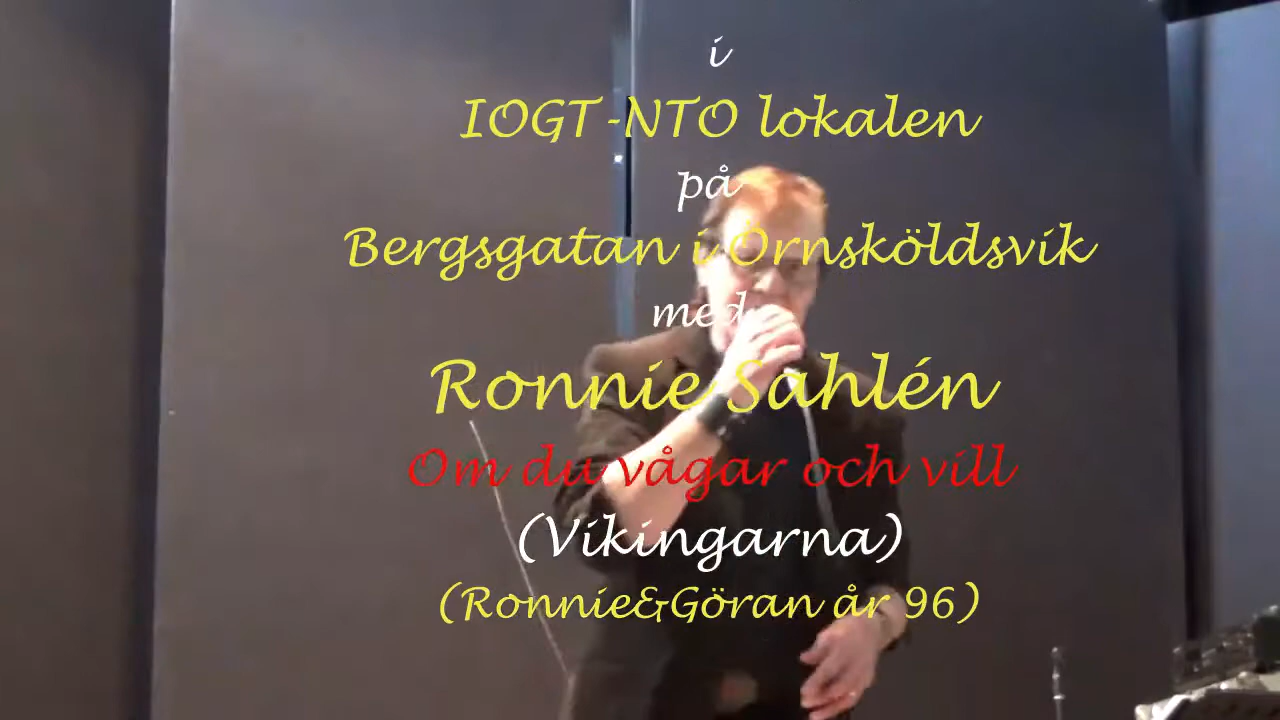 i
IOGT-NTO lokalen
på
Bergsgatan i Örnsköldsvik
med
Ronnie Sahlén
Om du vågar och vill
(Vikingarna)
(Ronnie&Göran år 96)